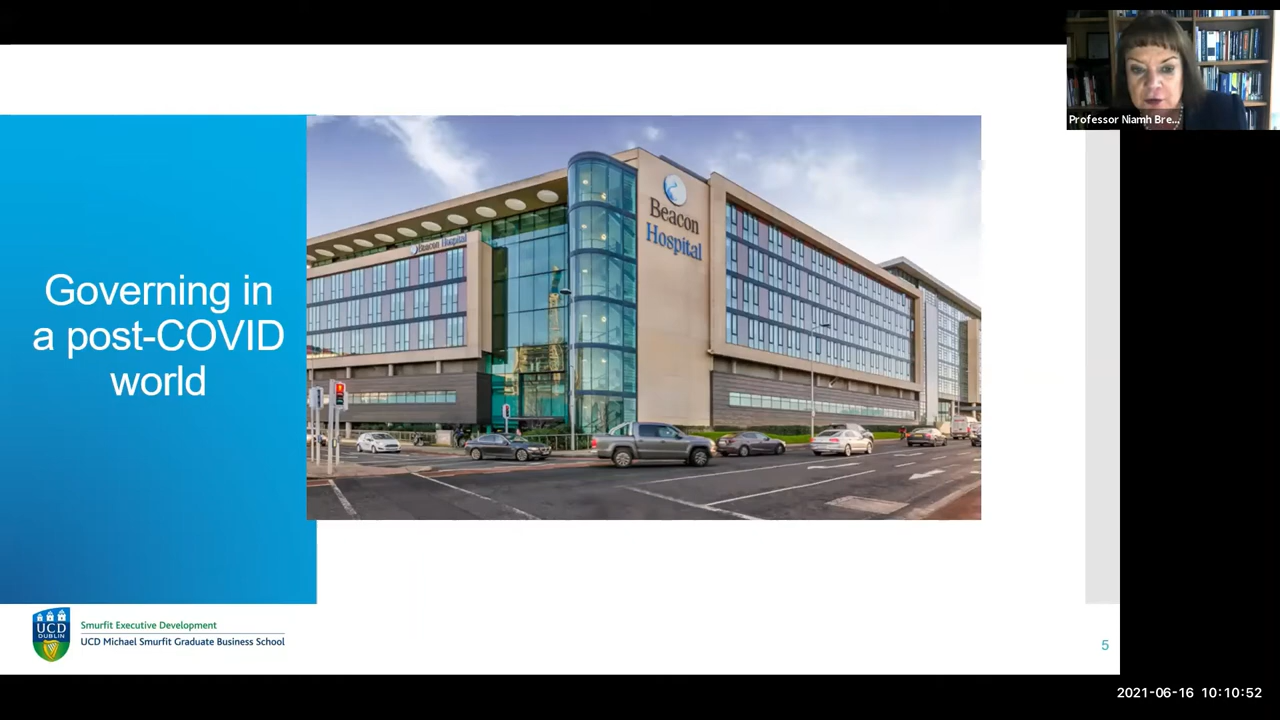 Professor Niamh Bre...
Governing in
a post-COVID
world
Beacon Hospital
Beacon
Hospital
UCD
DUBLIN
Smurfit Executive Development
UCD Michael Smurfit Graduate Business School
5
2021-06-16 10:10:52